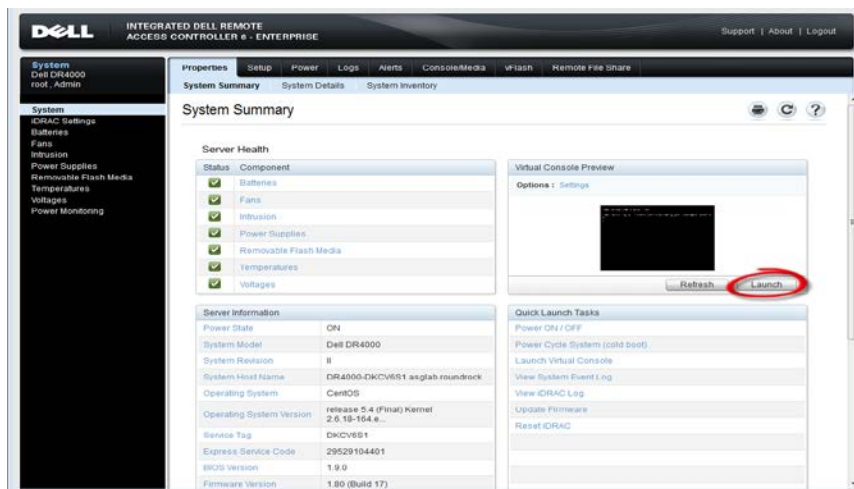 DELL
INTEGRATED DELL REMOTE
ACCESS CONTROLLER 6 - ENTERPRISE
Support | About | Logout
System
Dell DR4000
root , Admin
Properties Setup Power Logs Alerts Console/Media vFlash Remote File Share
System Summary System Details System Inventory
System
iDRAC Settings
Batteries
Fans
Intrusion
Power Supplies
Removable Flash Media
Temperatures
Voltages
Power Monitoring
System Summary
?
Server Health
Status Component
Batteries
Fans
Intrusion
Power Supplies
Removable Flash Media
Temperatures
Voltages
Virtual Console Preview
Options : Settings
Refresh Launch
Server Information
Power State ON
System Model Dell DR4000
System Revision II
System Host Name DR4000-DKCV6S1.asglab.roundrock
Operating System CentOS
Operating System Version release 5.4 (Final) Kernel
2.6.18-164.e...
Service Tag DKCV6S1
Express Service Code 29529104401
BIOS Version 1.9.0
Firmware Version 1.80 (Build 17)
Quick Launch Tasks
Power ON / OFF
Power Cycle System (cold boot)
Launch Virtual Console
View System Event Log
View iDRAC Log
Update Firmware
Reset iDRAC